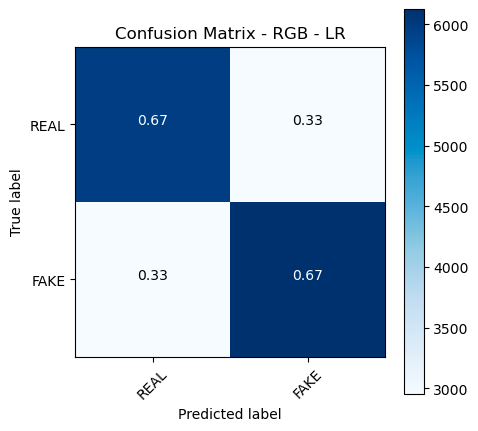 Confusion Matrix - RGB - LR
6000
5500
5000
4500
4000
3500
3000
True label
REAL
0.67
0.33
FAKE
0.33
0.67
REAL
FAKE
Predicted label